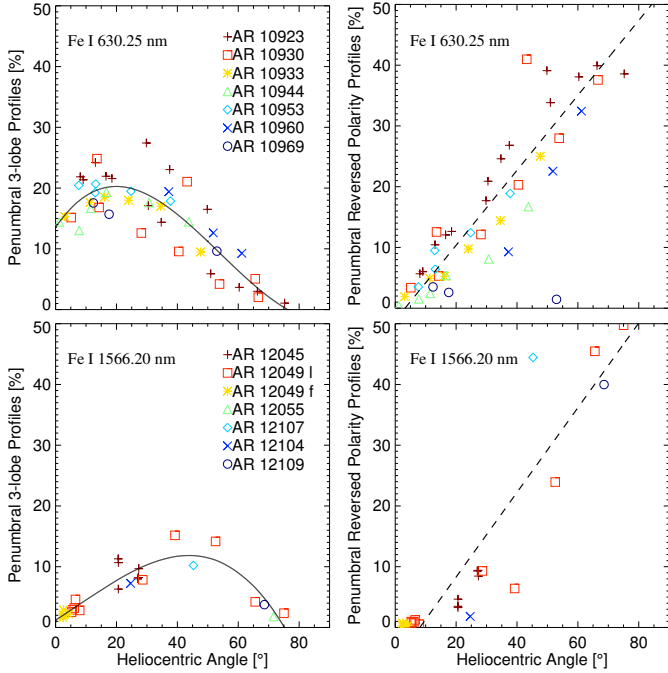 Fe I 630.25 nm
AR 10923
AR 10930
AR 10933
AR 10944
AR 10953
AR 10960
AR 10969
Penumbral 3-lobe Profiles [%]
50
40
30
20
10
0
Fe I 630.25 nm
Penumbral Reversed Polarity Profiles [%]
50
40
30
20
10
0
Fe I 1566.20 nm
AR 12045
AR 12049 l
AR 12049 f
AR 12055
AR 12107
AR 12104
AR 12109
Penumbral 3-lobe Profiles [%]
50
40
30
20
10
0
0 20 40 60 80
Heliocentric Angle [°]
Fe I 1566.20 nm
Penumbral Reversed Polarity Profiles [%]
50
40
30
20
10
0
0 20 40 60 80
Heliocentric Angle [°]